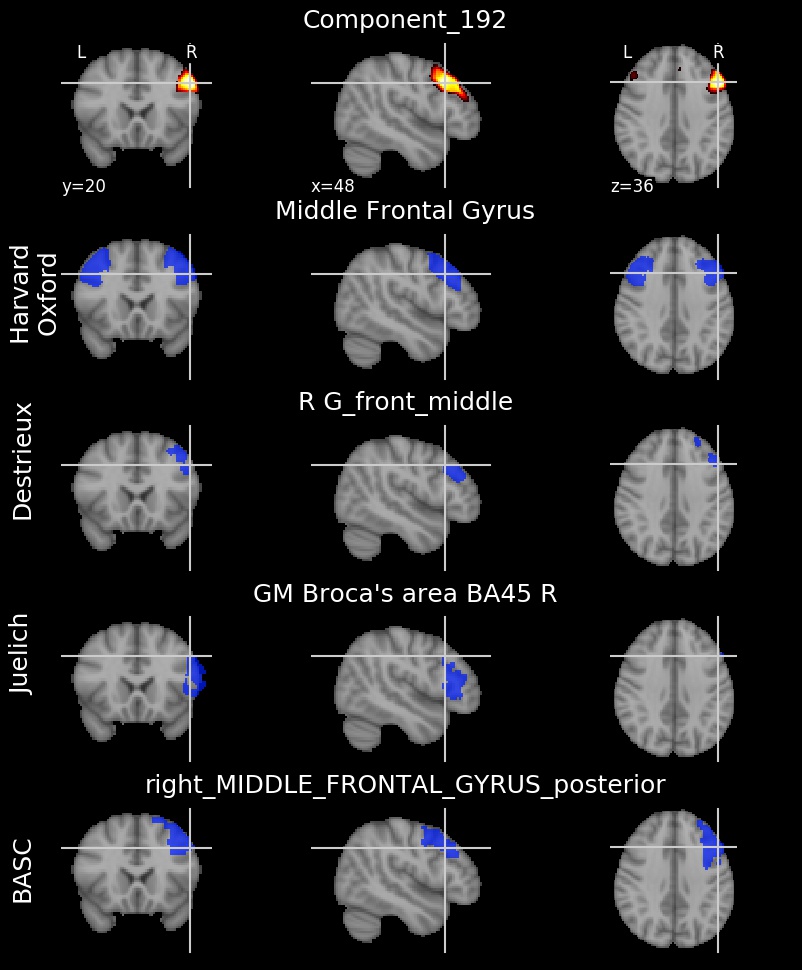 Component_192
L R
L R
y=20
x=48
z=36
Middle Frontal Gyrus
Harvard
Oxford
R G_front_middle
Destrieux
GM Broca's area BA45 R
Juelich
right_MIDDLE_FRONTAL_GYRUS_posterior
BASC